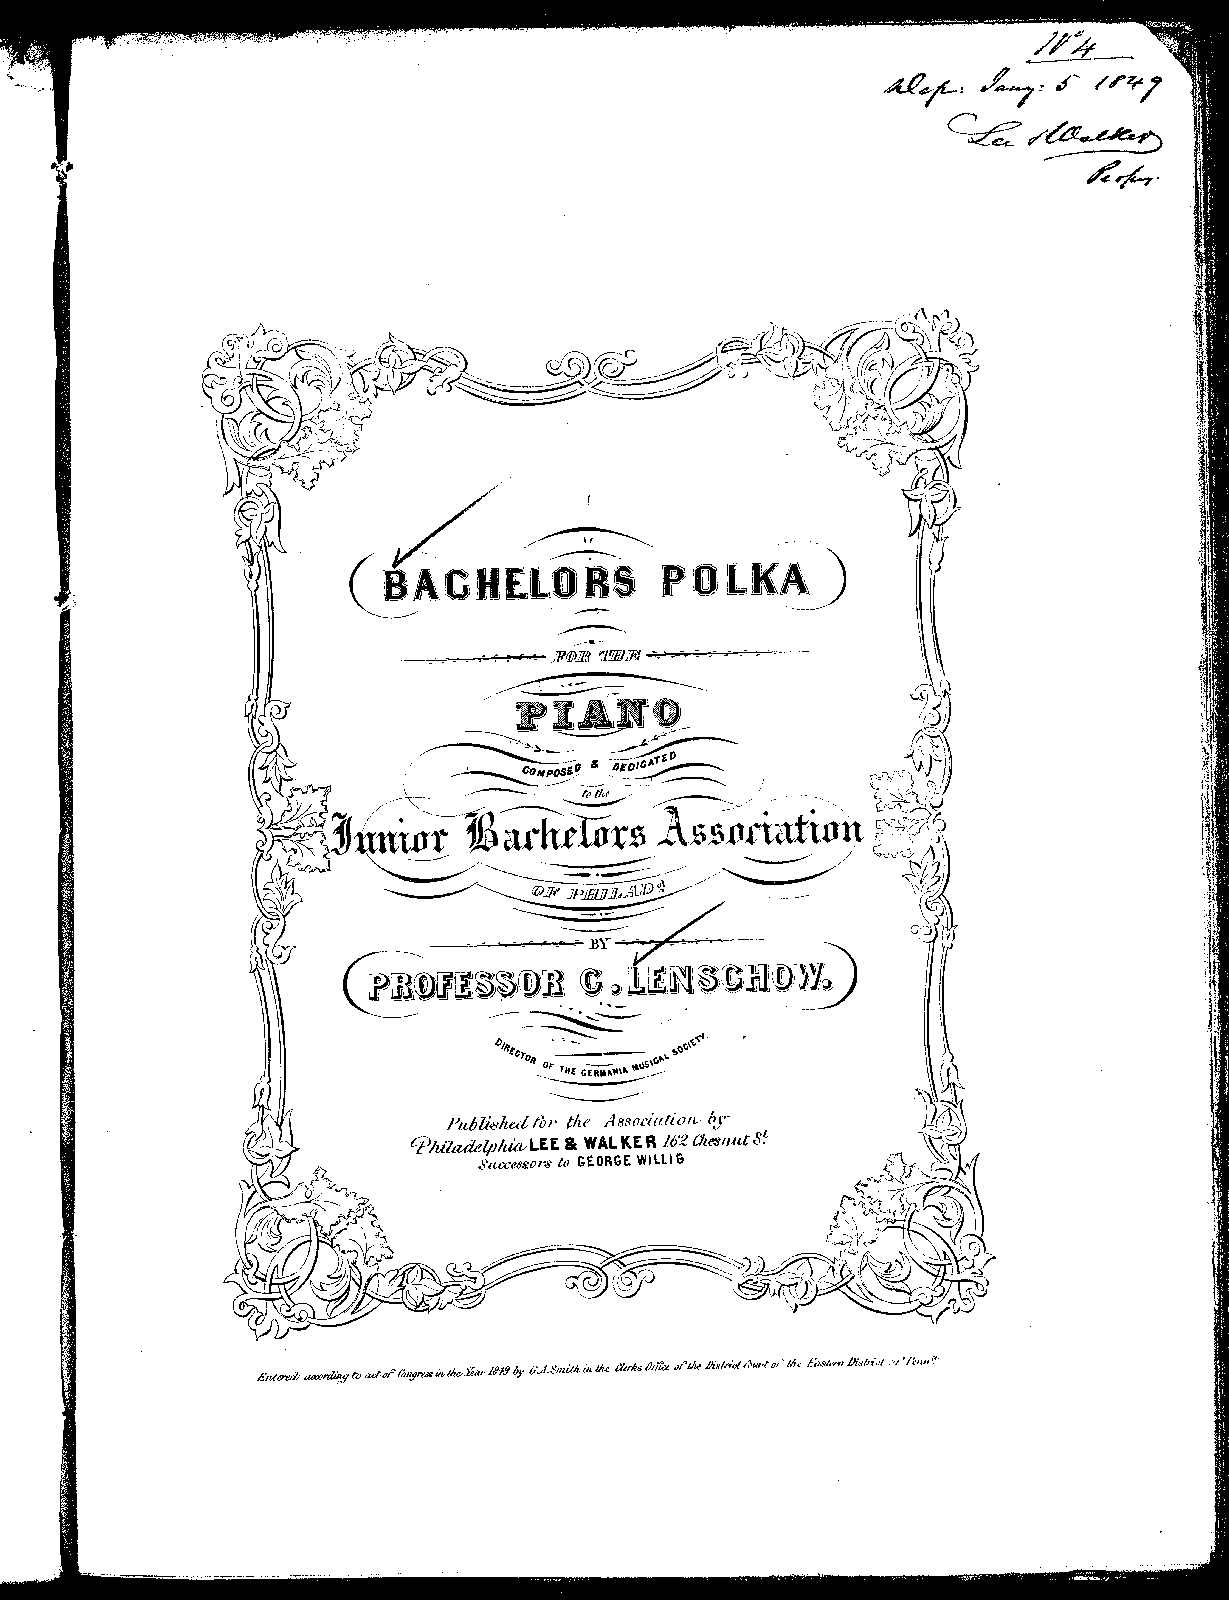 No 4
Dep: Jany: 5 1849
Lee & Walker
Propr.
BACHELORS POLKA
FOR THE
PIANO
COMPOSED & DEDICATED
to the
Junior Bachelors Association
OF PHILADa.
BY
PROFESSOR C. LENSCHOW.
DIRECTOR OF THE GERMANIA MUSICAL SOCIETY.
Published for the Association by
Philadelphia LEE & WALKER 162 Chesnut St.
Successors to GEORGE WILLIG
Entered according to act of Congress in the Year 1849 by G.A. Smith in the Clerks Office of the District Court of the Eastern District of Penna.